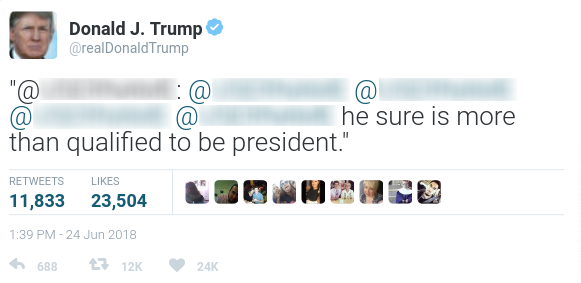 Donald J. Trump
@realDonaldTrump
"@ : @ @
@ @ he sure is more
than qualified to be president."
RETWEETS LIKES
11,833 23,504
1:39 PM - 24 Jun 2018
688 12K 24K